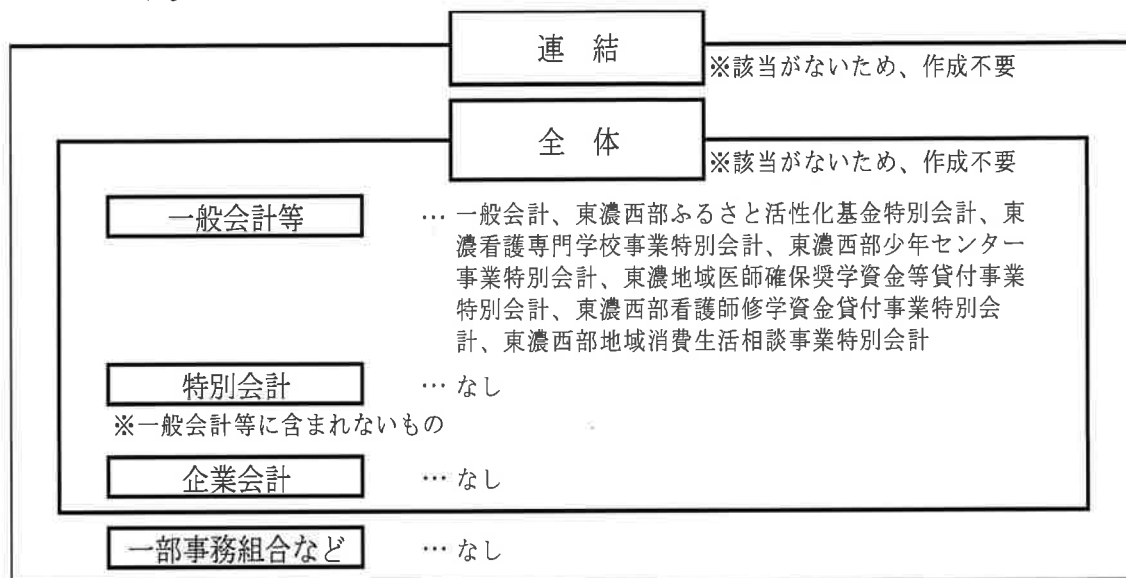 連 結
※該当がないため、作成不要
全 体
※該当がないため、作成不要
一般会計等
… 一般会計、東濃西部ふるさと活性化基金特別会計、東
濃看護専門学校事業特別会計、東濃西部少年センター
事業特別会計、東濃地域医師確保奨学資金等貸付事業
特別会計、東濃西部看護師修学資金貸付事業特別会
計、東濃西部地域消費生活相談事業特別会計
特別会計
… なし
※一般会計等に含まれないもの
企業会計
… なし
一部事務組合など
… なし